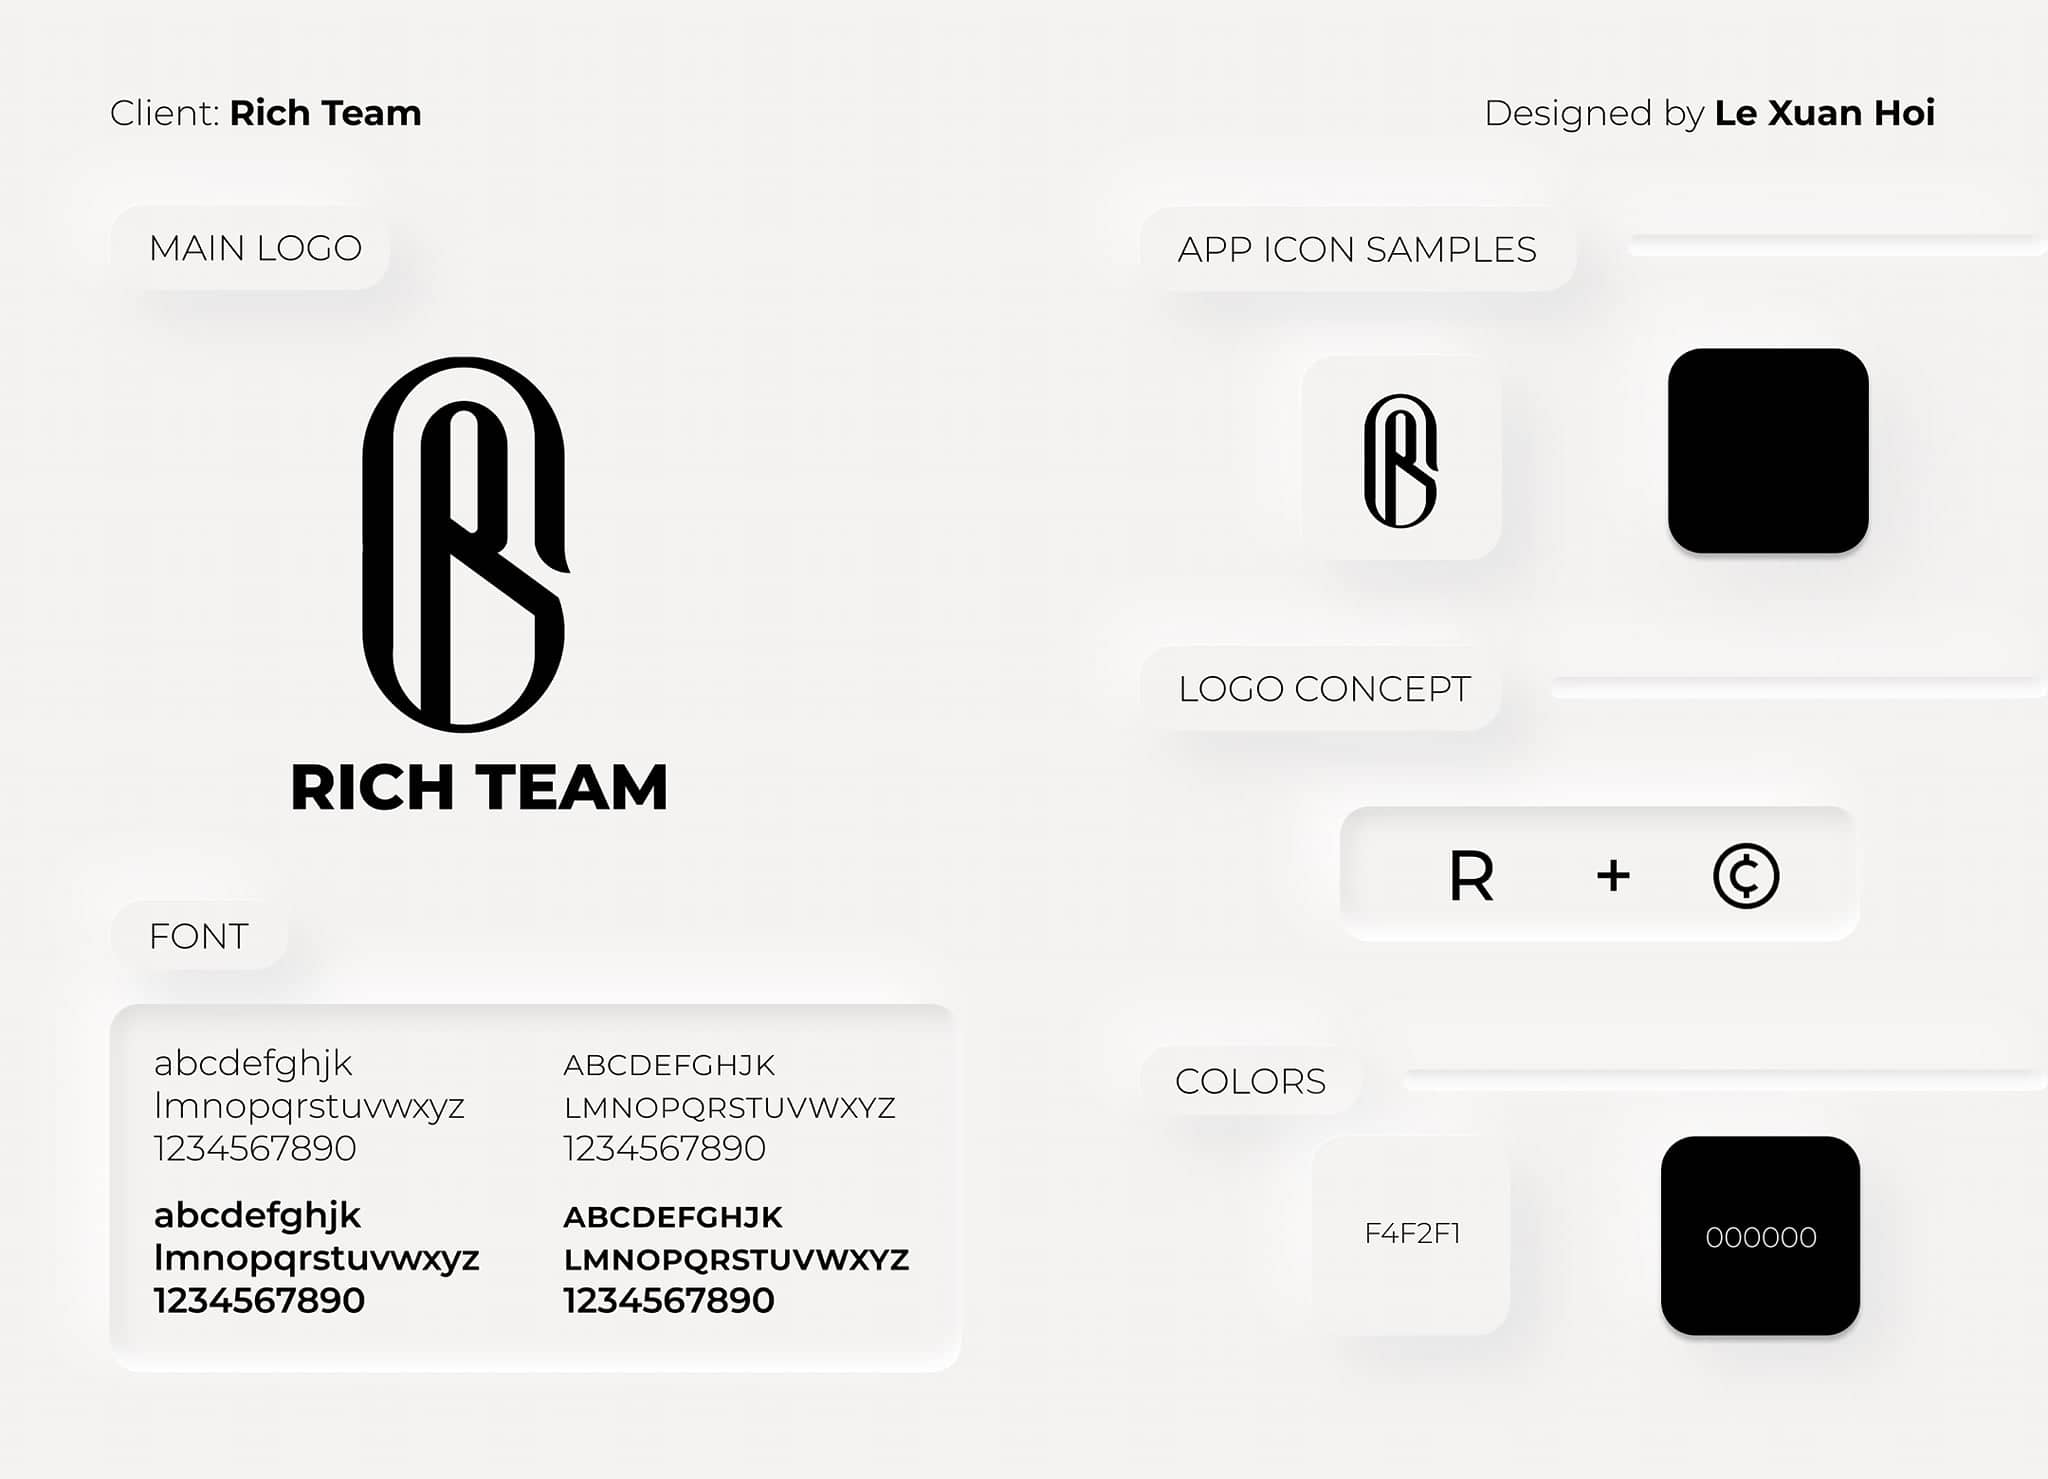 Client: Rich Team
Designed by Le Xuan Hoi
MAIN LOGO
RICH TEAM
FONT
abcdefghjk
lmnopqrstuvwxyz
1234567890
ABCDEFGHJK
LMNOPQRSTUVWXYZ
1234567890
abcdefghjk
lmnopqrstuvwxyz
1234567890
ABCDEFGHJK
LMNOPQRSTUVWXYZ
1234567890
APP ICON SAMPLES
LOGO CONCEPT
R + ₵
COLORS
F4F2F1
000000